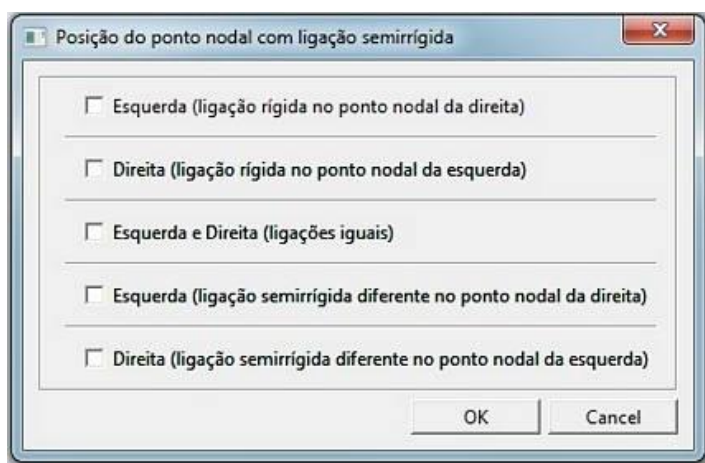 Posição do ponto nodal com ligação semirrígida
Esquerda (ligação rígida no ponto nodal da direita)
Direita (ligação rígida no ponto nodal da esquerda)
Esquerda e Direita (ligações iguais)
Esquerda (ligação semirrígida diferente no ponto nodal da direita)
Direita (ligação semirrígida diferente no ponto nodal da esquerda)
OK Cancel